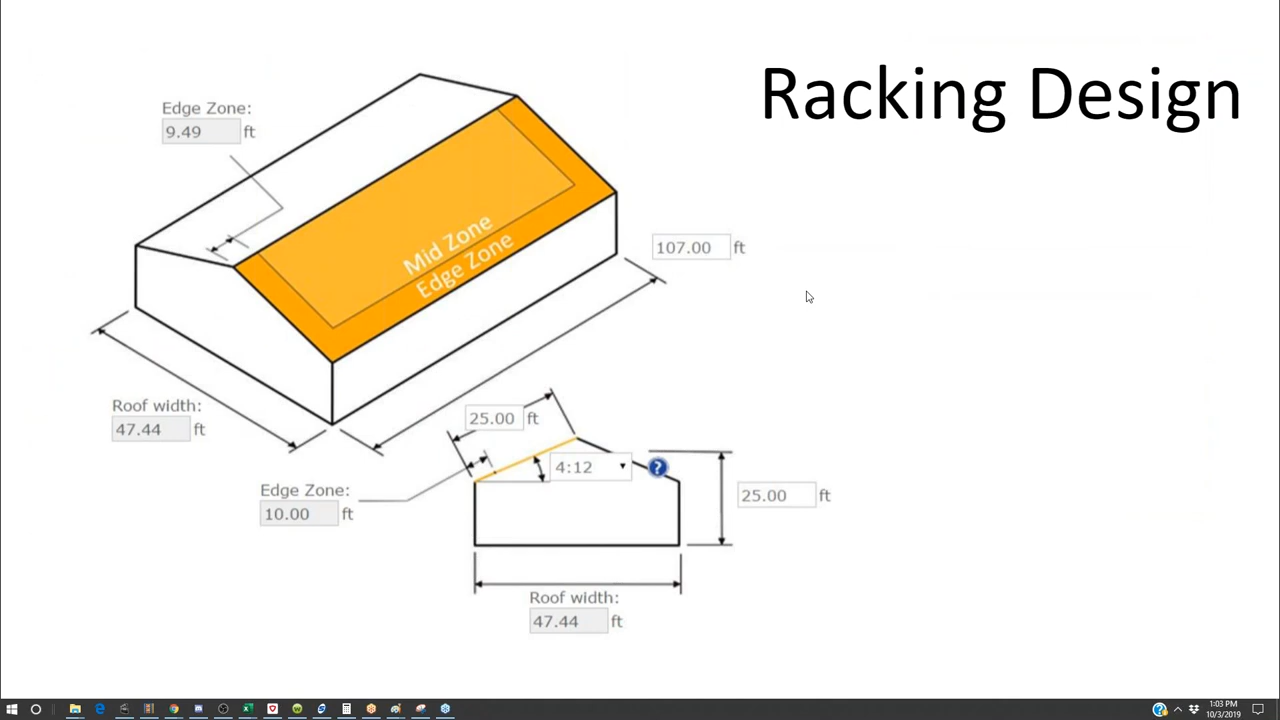 Racking Design
Edge Zone:
9.49 ft
Mid Zone
Edge Zone
107.00 ft
Roof width:
47.44 ft
25.00 ft
4:12
?
Edge Zone:
10.00 ft
25.00 ft
Roof width:
47.44 ft
1:03 PM
10/3/2019